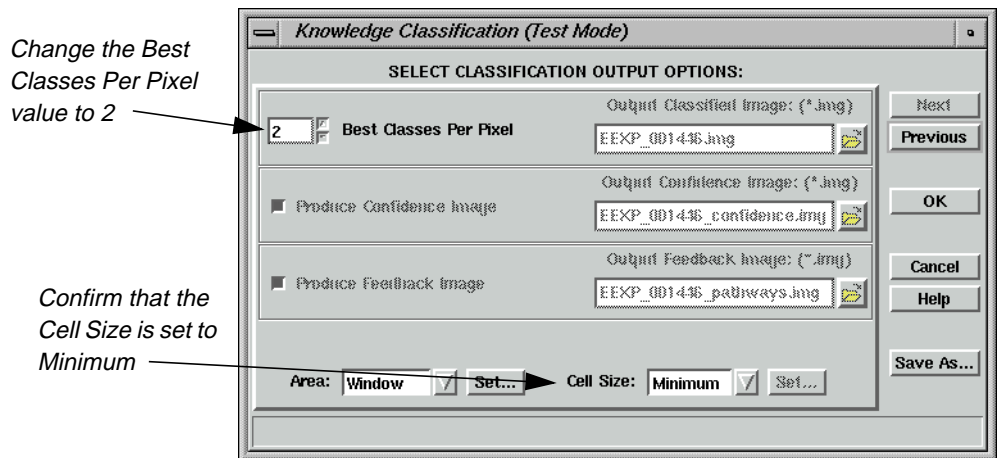 Change the Best
Classes Per Pixel
value to 2
Confirm that the
Cell Size is set to
Minimum
Knowledge Classification (Test Mode)
SELECT CLASSIFICATION OUTPUT OPTIONS:
2 Best Classes Per Pixel
Output Classified Image: (*.img)
EEXP_001436.img
Produce Confidence Image
Output Confidence Image: (*.img)
EEXP_001436_confidence.img
Produce Feedback Image
Output Feedback Image: (*.img)
EEXP_001436_pathways.img
Area: Window Set... Cell Size: Minimum Set...
Next
Previous
OK
Cancel
Help
Save As...